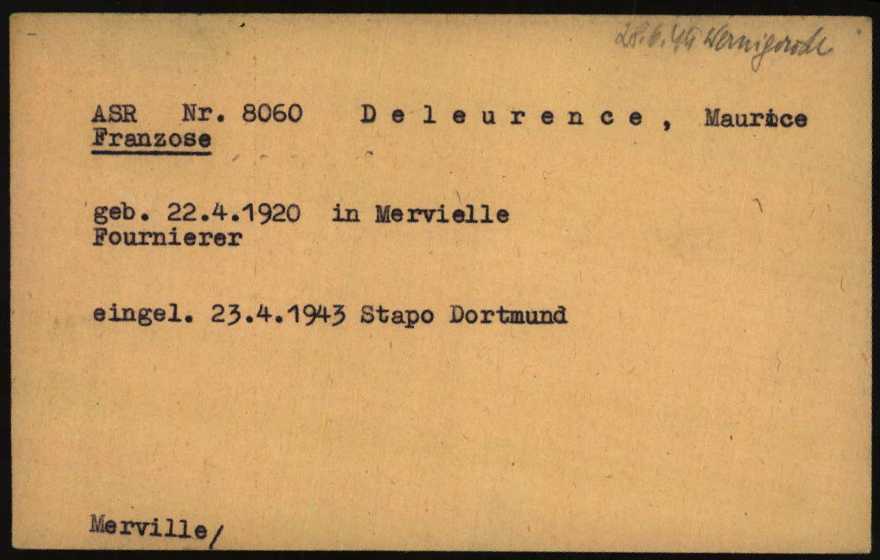 28.6.44 Wernigerode
ASR Nr. 8060 D e l e u r e n c e , Maurice
Franzose
geb. 22.4.1920 in Mervielle
Fournierer
eingel. 23.4.1943 Stapo Dortmund
Merville/